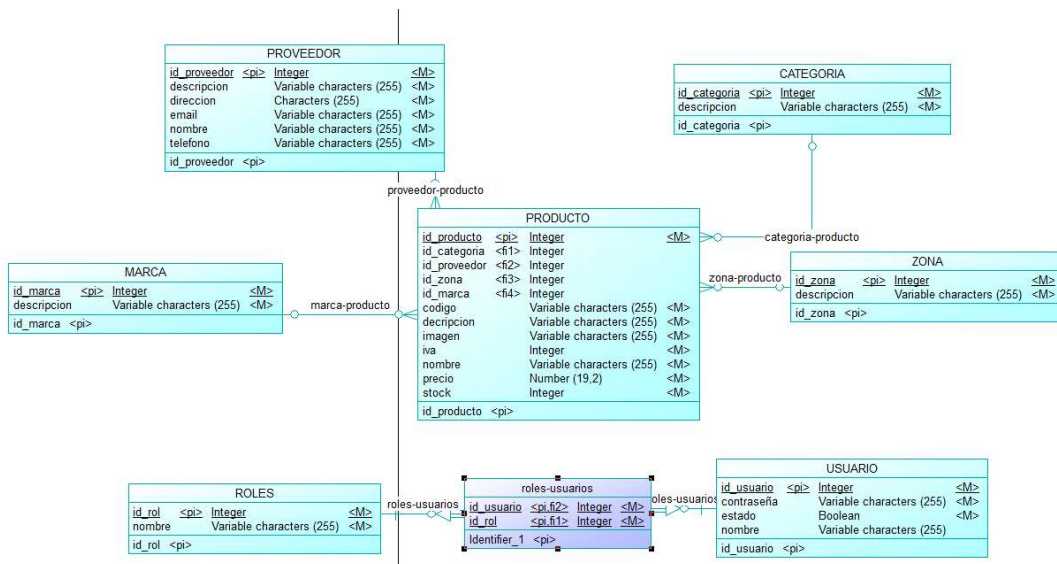 PROVEEDOR
id_proveedor <pi> Integer <M>
descripcion Variable characters (255) <M>
direccion Characters (255) <M>
email Variable characters (255) <M>
nombre Variable characters (255) <M>
telefono Variable characters (255) <M>
id_proveedor <pi>
CATEGORIA
id_categoria <pi> Integer <M>
descripcion Variable characters (255) <M>
id_categoria <pi>
proveedor-producto
PRODUCTO
id_producto <pi> Integer <M>
id_categoria <fi1> Integer
id_proveedor <fi2> Integer
id_zona <fi3> Integer
id_marca <fi4> Integer
codigo Variable characters (255) <M>
decripcion Variable characters (255) <M>
imagen Variable characters (255) <M>
iva Integer <M>
nombre Variable characters (255) <M>
precio Number (19,2) <M>
stock Integer <M>
id_producto <pi>
categoria-producto
zona-producto
ZONA
id_zona <pi> Integer <M>
descripcion Variable characters (255) <M>
id_zona <pi>
MARCA
id_marca <pi> Integer <M>
descripcion Variable characters (255) <M>
id_marca <pi>
marca-producto
ROLES
id_rol <pi> Integer <M>
nombre Variable characters (255) <M>
id_rol <pi>
roles-usuarios
roles-usuarios
id_usuario <pi,fi2> Integer <M>
id_rol <pi,fi1> Integer <M>
Identifier_1 <pi>
oles-usuarios
USUARIO
id_usuario <pi> Integer <M>
contraseña Variable characters (255) <M>
estado Boolean <M>
nombre Variable characters (255)
id_usuario <pi>